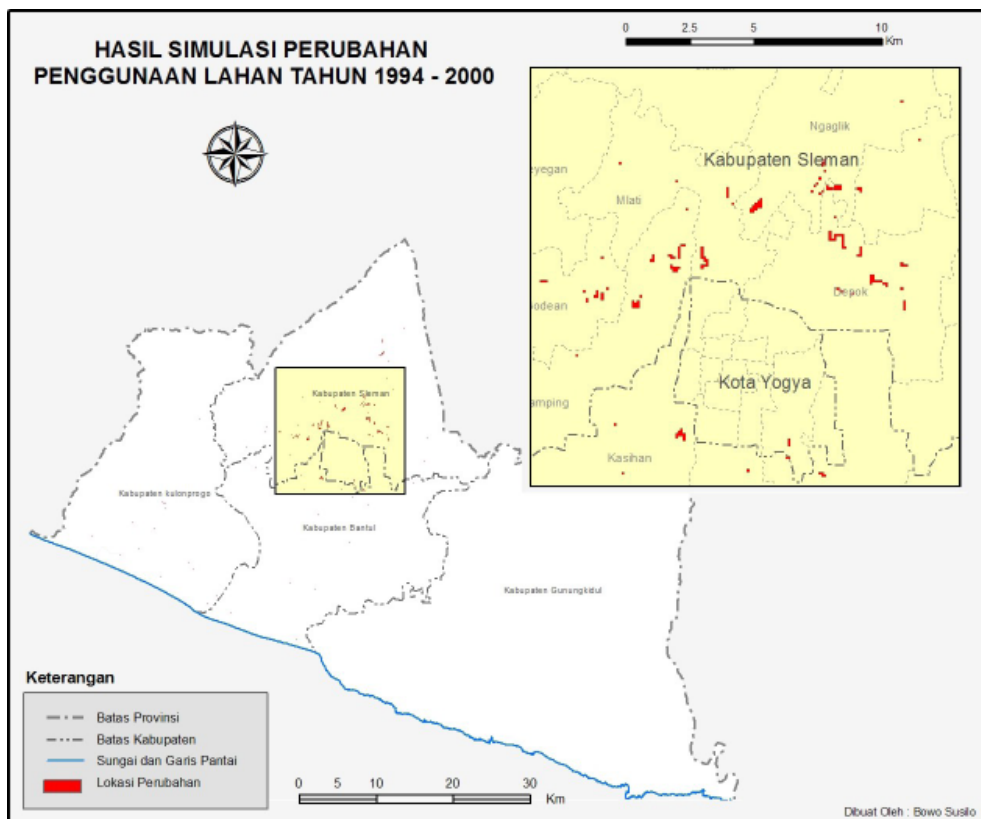 HASIL SIMULASI PERUBAHAN
PENGGUNAAN LAHAN TAHUN 1994 - 2000
0 2.5 5 10
Km
Ngaglik
Kabupaten Sleman
eyegan
Mlati
Depok
odean
Kota Yogya
amping
Kasihan
Kabupaten Sleman
Kabupaten kulonprogo
Kabupaten Bantul
Kabupaten Gunungkidul
Keterangan
Batas Provinsi
Batas Kabupaten
Sungai dan Garis Pantai
Lokasi Perubahan
0 5 10 20 30
Km
Dibuat Oleh : Bowo Susilo